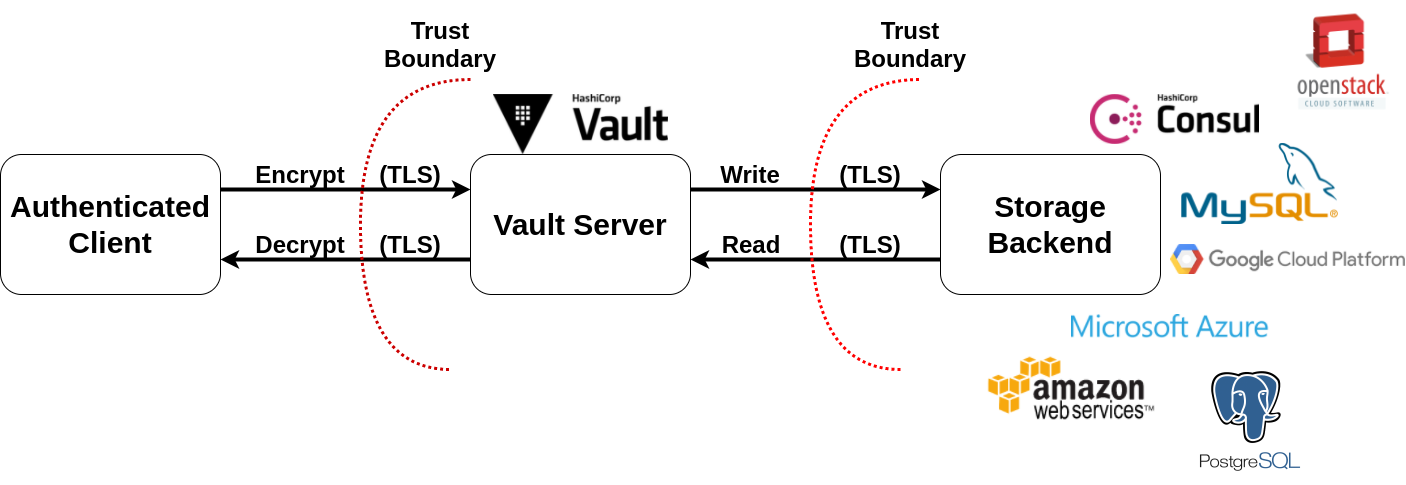 Trust
Boundary
Trust
Boundary
openstack
CLOUD SOFTWARE
HashiCorp
Vault
HashiCorp
Consul
Authenticated
Client
Encrypt (TLS)
Decrypt (TLS)
Vault Server
Write (TLS)
Read (TLS)
Storage
Backend
MySQL®
Google Cloud Platform
Microsoft Azure
amazon
web services™
PostgreSQL